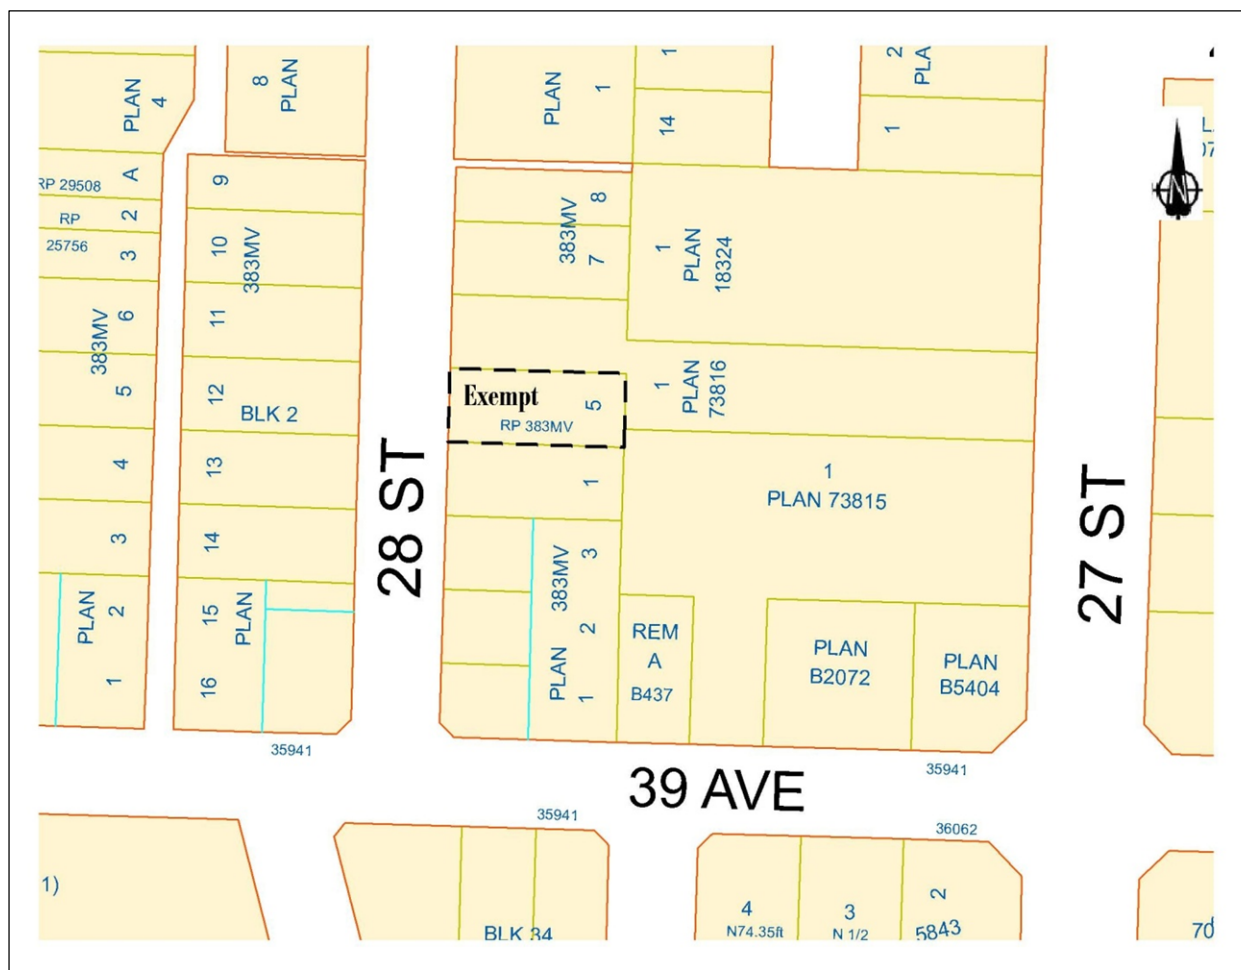 PLAN
4
8
PLAN
PLAN
1
1
14
2
PLA
1
A
RP 29508
2
RP
25756
3
383MV
6
5
4
3
PLAN
2
1
9
10
383MV
11
12
BLK 2
13
14
15
PLAN
16
28 ST
8
383MV
7
Exempt
5
RP 383MV
1
383MV
3
2
PLAN
1
1
PLAN
18324
1
PLAN
73816
1
PLAN 73815
REM
A
B437
PLAN
B2072
PLAN
B5404
27 ST
N
35941
35941
39 AVE
35941
36062
1)
BLK 34
4
N74.35ft
3
N 1/2
2
5843
70